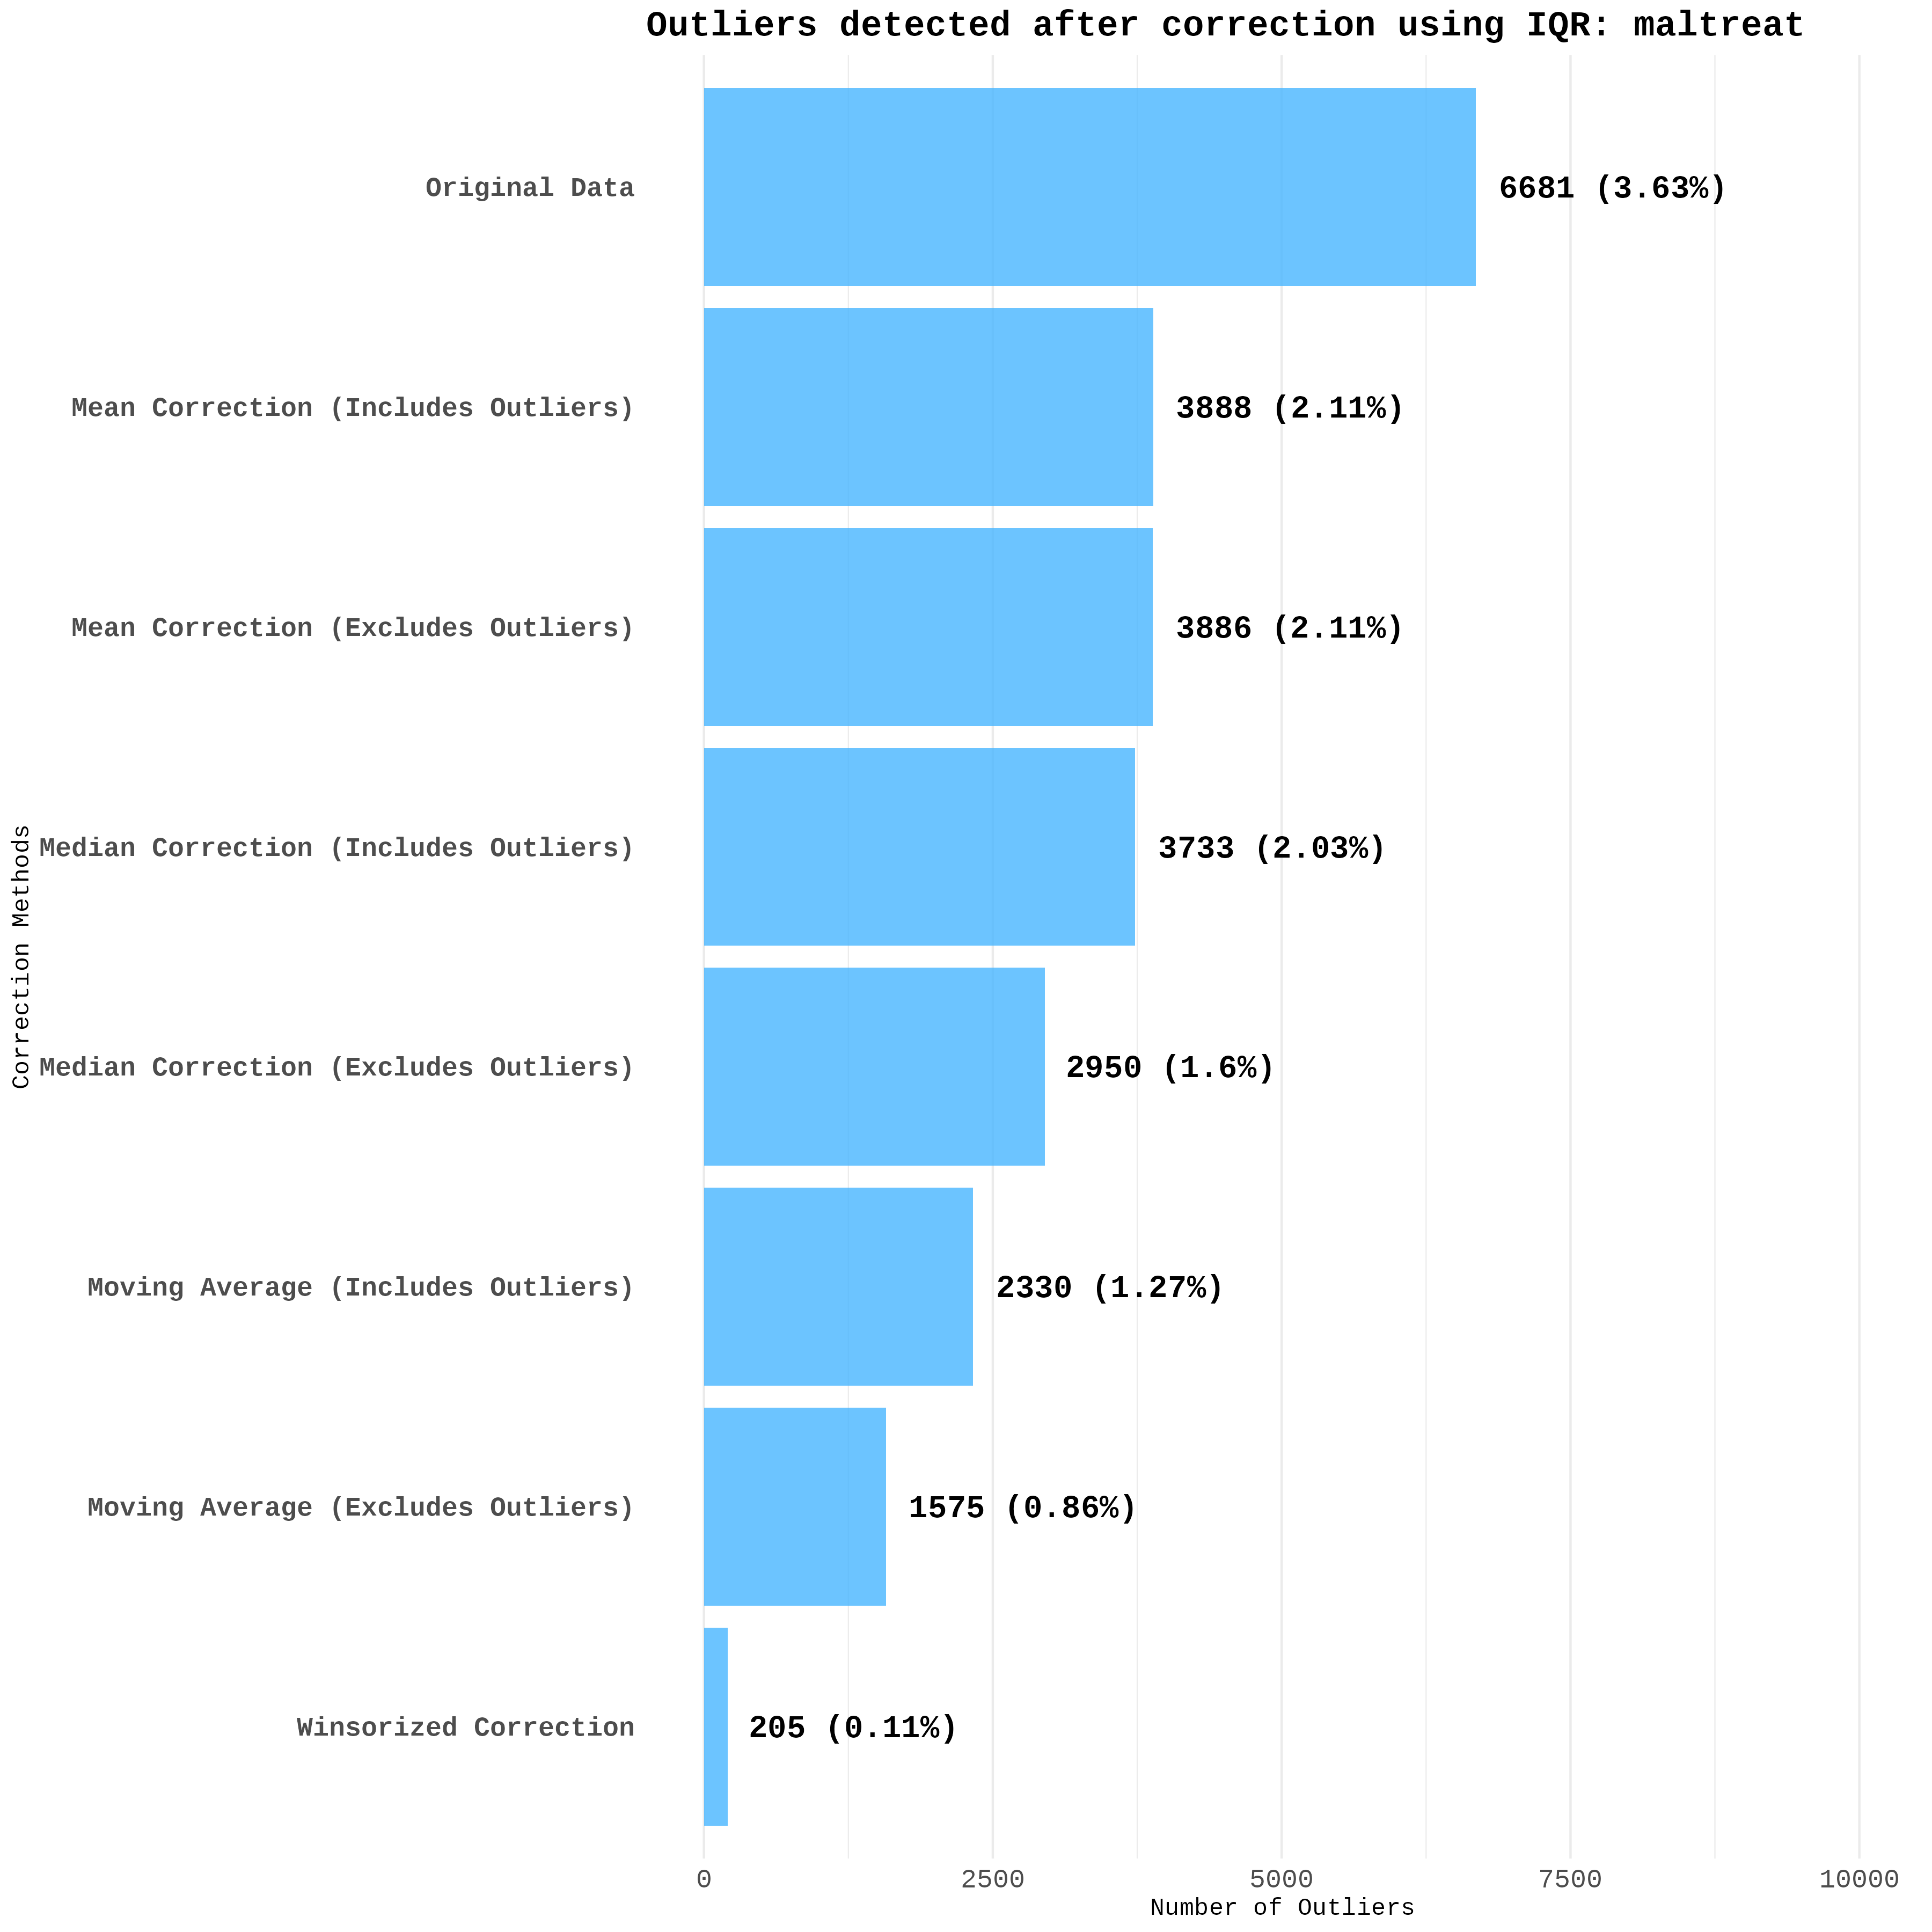 Outliers detected after correction using IQR: maltreat
Correction Methods
Original Data
6681 (3.63%)
Mean Correction (Includes Outliers)
3888 (2.11%)
Mean Correction (Excludes Outliers)
3886 (2.11%)
Median Correction (Includes Outliers)
3733 (2.03%)
Median Correction (Excludes Outliers)
2950 (1.6%)
Moving Average (Includes Outliers)
2330 (1.27%)
Moving Average (Excludes Outliers)
1575 (0.86%)
Winsorized Correction
205 (0.11%)
0 2500 5000 7500 10000
Number of Outliers